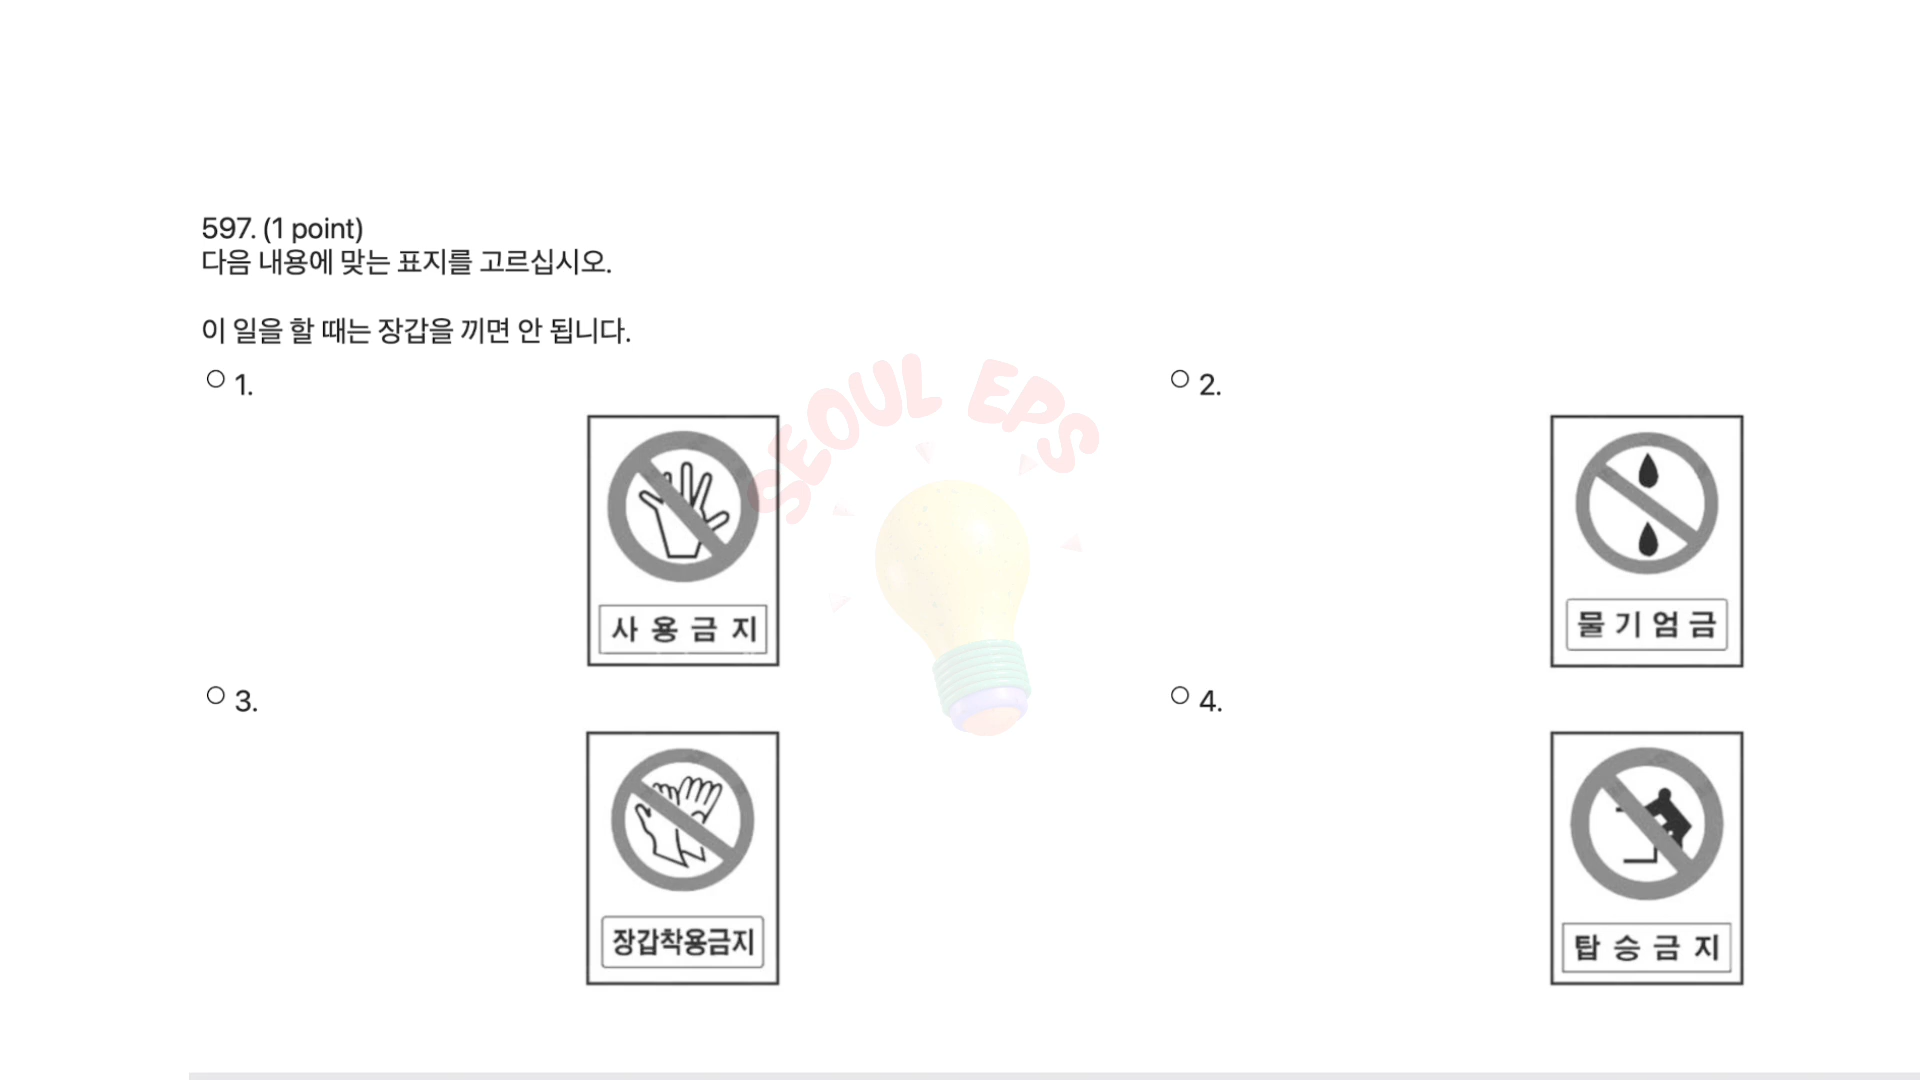 597. (1 point)
다음 내용에 맞는 표지를 고르십시오.
이 일을 할 때는 장갑을 끼면 안 됩니다.
1.
사용금지
2.
물기엄금
3.
장갑착용금지
4.
탑승금지
SEOUL EPS